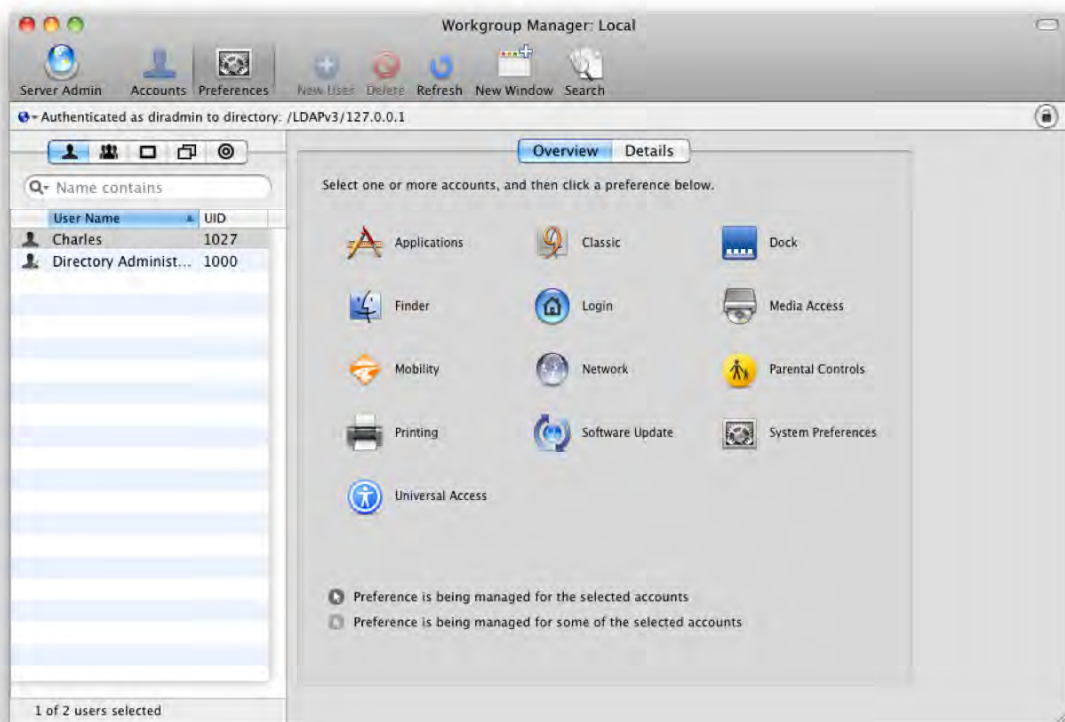 Workgroup Manager: Local
Server Admin Accounts Preferences New User Delete Refresh New Window Search
Authenticated as diradmin to directory: /LDAPv3/127.0.0.1
Overview Details
Name contains
Select one or more accounts, and then click a preference below.
User Name UID
Charles 1027
Directory Administ... 1000
Applications Classic Dock
Finder Login Media Access
Mobility Network Parental Controls
Printing Software Update System Preferences
Universal Access
Preference is being managed for the selected accounts
Preference is being managed for some of the selected accounts
1 of 2 users selected